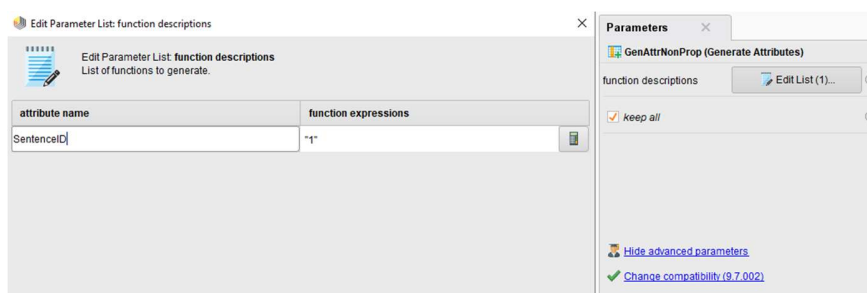 Edit Parameter List: function descriptions
Edit Parameter List: function descriptions
List of functions to generate.
attribute name
function expressions
SentenceID
"1"
Parameters
GenAttrNonProp (Generate Attributes)
function descriptions
Edit List (1)...
keep all
Hide advanced parameters
Change compatibility (9.7.002)